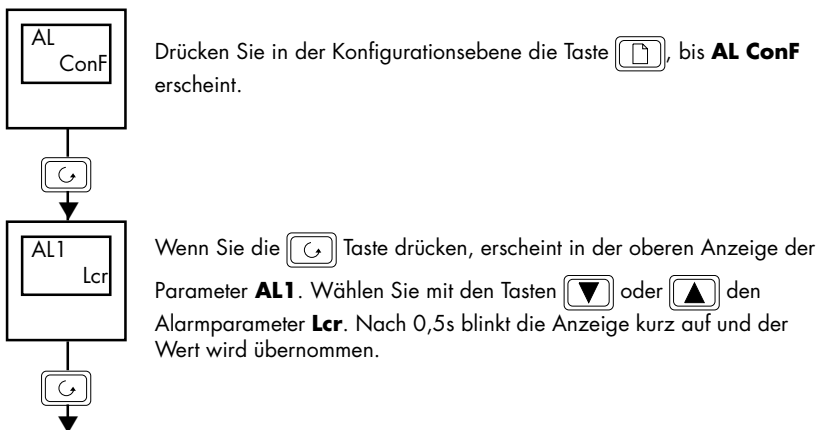 AL
ConF
Drücken Sie in der Konfigurationsebene die Taste , bis AL ConF
erscheint.
AL1
Lcr
Wenn Sie die Taste drücken, erscheint in der oberen Anzeige der
Parameter AL1. Wählen Sie mit den Tasten ▼ oder ▲ den
Alarmparameter Lcr. Nach 0,5s blinkt die Anzeige kurz auf und der
Wert wird übernommen.